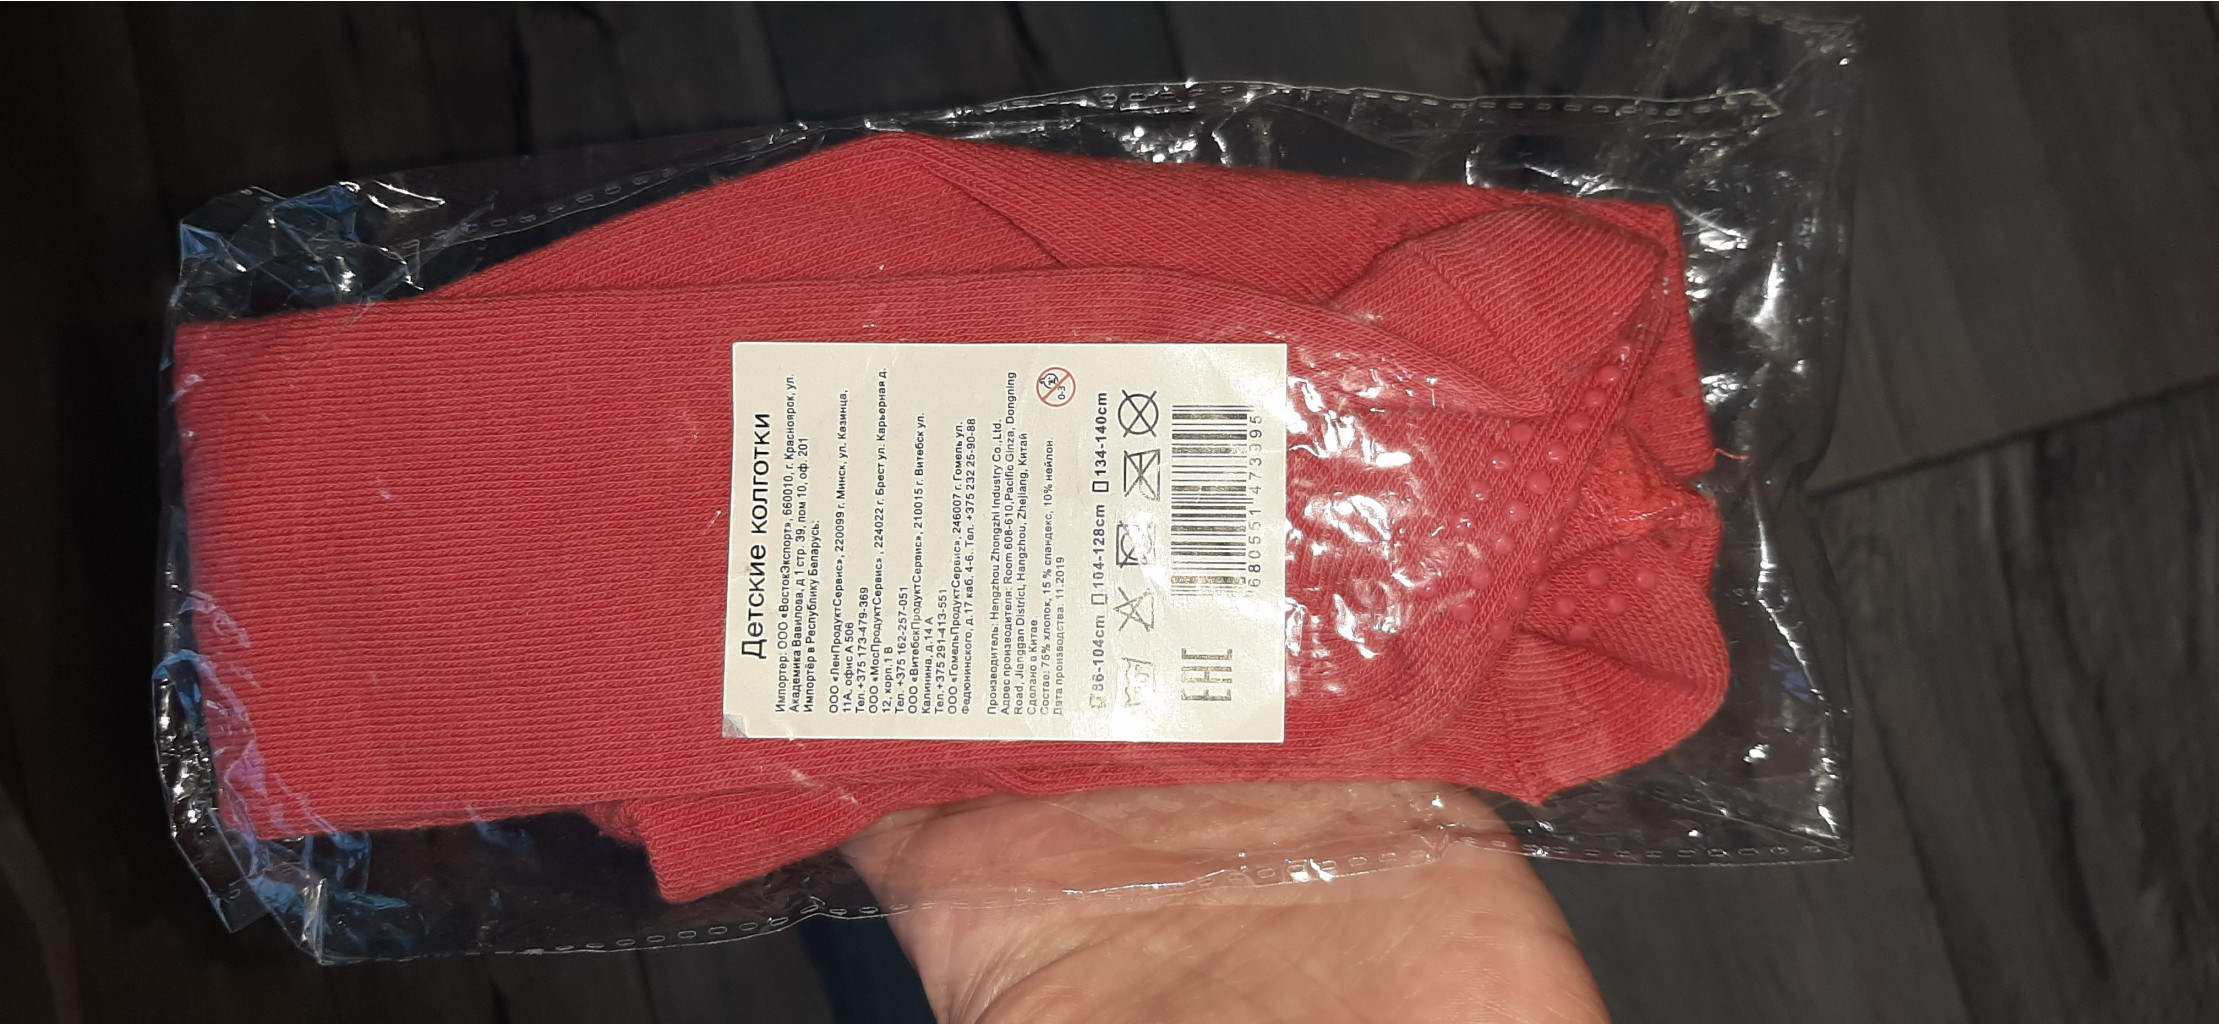 Детские колготки
Импортер: ООО «ВостокЭкспорт», 660010, г. Красноярск, ул.
Академика Вавилова, д 1 стр. 39, пом 10, оф. 201
Импортёр в Республику Беларусь:
ООО «ЛенПродуктСервис», 220099 г. Минск, ул. Казинца,
11А, офис А 506
Тел.+375 1773-479-369
ООО «МосПродуктСервис» , 224022 г. Брест ул. Карьерная д.
12, корп.1 В
Тел. +375 162-257-051
ООО «ВитебскПродуктСервис», 210015 г. Витебск ул.
Калинина, д.14 А
Тел.+375 291-413-551
ООО «ГомельПродуктСервис», 246007 г. Гомель ул.
Федюнинского, д.17 каб. 4-6.. Тел. +375 232 25-90-88
Производитель: Hangzhou Zhongzhi Industry Co.,Ltd.
Адрес производителя: Room 608-610,Pacific Ginza, Dongning
Road, Jianggan District, Hangzhou, Zhejiang, Китай
Сделано в Китае.
Состав: 75% хлопок, 15 % спандекс, 10% нейлон.
Дата производства: 11.2019
0-3
86-104cm 104-128cm 134-140cm
EAC
6805514 73995